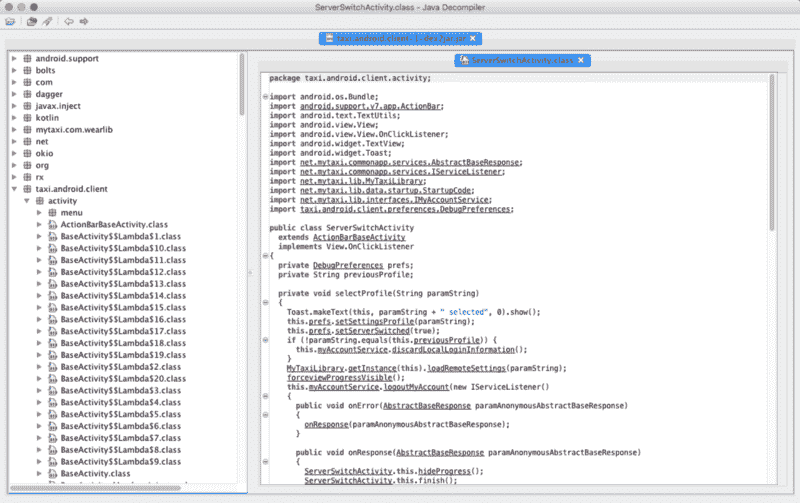 ServerSwitchActivity.class - Java Decompiler
ServerSwitchActivity.class
android.support
bolts
com
dagger
javax.inject
kotlin
mytaxi.com.wearlib
net
okio
org
rx
taxi.android.client
activity
menu
ActionBarBaseActivity.class
BaseActivity$$Lambda$1.class
BaseActivity$$Lambda$10.class
BaseActivity$$Lambda$11.class
BaseActivity$$Lambda$12.class
BaseActivity$$Lambda$13.class
BaseActivity$$Lambda$14.class
BaseActivity$$Lambda$15.class
BaseActivity$$Lambda$16.class
BaseActivity$$Lambda$17.class
BaseActivity$$Lambda$18.class
BaseActivity$$Lambda$19.class
BaseActivity$$Lambda$2.class
BaseActivity$$Lambda$20.class
BaseActivity$$Lambda$3.class
BaseActivity$$Lambda$4.class
BaseActivity$$Lambda$5.class
BaseActivity$$Lambda$6.class
BaseActivity$$Lambda$7.class
BaseActivity$$Lambda$8.class
BaseActivity$$Lambda$9.class
BaseActivity.class
package taxi.android.client.activity;
import android.os.Bundle;
import android.support.v7.app.ActionBar;
import android.text.TextUtils;
import android.view.View;
import android.view.View.OnClickListener;
import android.widget.TextView;
import android.widget.Toast;
import net.mytaxi.commonapp.services.AbstractBaseResponse;
import net.mytaxi.commonapp.services.IServiceListener;
import net.mytaxi.lib.MyTaxiLibrary;
import net.mytaxi.lib.data.startup.StartupCode;
import net.mytaxi.lib.interfaces.IMyAccountService;
import taxi.android.client.preferences.DebugPreferences;
public class ServerSwitchActivity
extends ActionBarBaseActivity
implements View.OnClickListener
{
private DebugPreferences prefs;
private String previousProfile;
private void selectProfile(String paramString)
{
Toast.makeText(this, paramString + " selected", 0).show();
this.prefs.setSettingsProfile(paramString);
this.prefs.setServerSwitched(true);
if (!paramString.equals(this.previousProfile)) {
this.myAccountService.discardLocalLoginInformation();
}
MyTaxiLibrary.getInstance(this).loadRemoteSettings(paramString);
forceviewProgressVisible();
this.myAccountService.logoutMyAccount(new IServiceListener()
{
public void onError(AbstractBaseResponse paramAnonymousAbstractBaseResponse)
{
onResponse(paramAnonymousAbstractBaseResponse);
}
public void onResponse(AbstractBaseResponse paramAnonymousAbstractBaseResponse)
{
ServerSwitchActivity.this.hideProgress();
ServerSwitchActivity.this.finish();